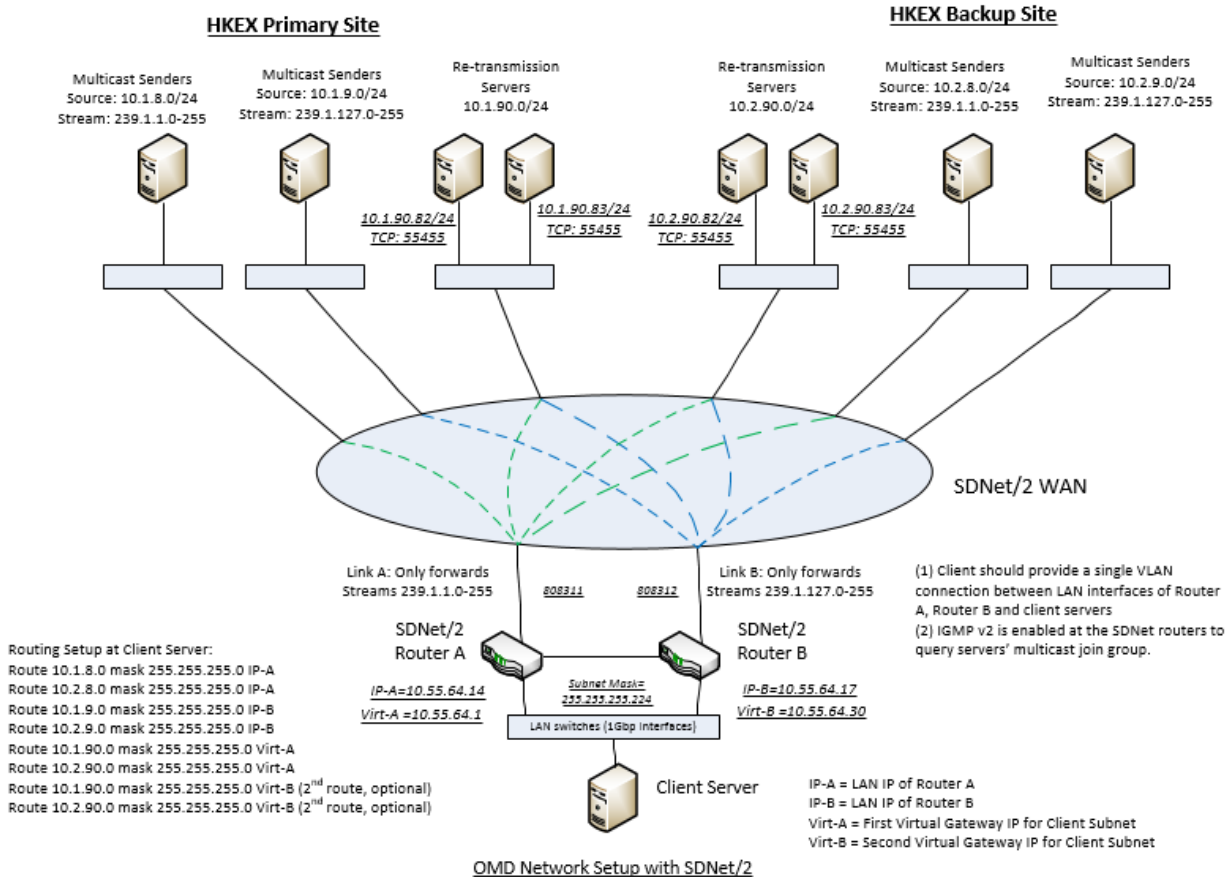 HKEX Primary Site
HKEX Backup Site
Multicast Senders
Source: 10.1.8.0/24
Stream: 239.1.1.0-255
Multicast Senders
Source: 10.1.9.0/24
Stream: 239.1.127.0-255
Re-transmission
Servers
10.1.90.0/24
Re-transmission
Servers
10.2.90.0/24
Multicast Senders
Source: 10.2.8.0/24
Stream: 239.1.1.0-255
Multicast Senders
Source: 10.2.9.0/24
Stream: 239.1.127.0-255
10.1.90.82/24
TCP: 55455
10.1.90.83/24
TCP: 55455
10.2.90.82/24
TCP: 55455
10.2.90.83/24
TCP: 55455
SDNet/2 WAN
Link A: Only forwards
Streams 239.1.1.0-255
808311
808312
Link B: Only forwards
Streams 239.1.127.0-255
(1) Client should provide a single VLAN
connection between LAN interfaces of Router
A, Router B and client servers
(2) IGMP v2 is enabled at the SDNet routers to
query servers' multicast join group.
SDNet/2
Router A
SDNet/2
Router B
IP-A=10.55.64.14
Virt-A =10.55.64.1
Subnet Mask=
255.255.255.224
IP-B=10.55.64.17
Virt-B =10.55.64.30
LAN switches (1Gbp Interfaces)
Client Server
Routing Setup at Client Server:
Route 10.1.8.0 mask 255.255.255.0 IP-A
Route 10.2.8.0 mask 255.255.255.0 IP-A
Route 10.1.9.0 mask 255.255.255.0 IP-B
Route 10.2.9.0 mask 255.255.255.0 IP-B
Route 10.1.90.0 mask 255.255.255.0 Virt-A
Route 10.2.90.0 mask 255.255.255.0 Virt-A
Route 10.1.90.0 mask 255.255.255.0 Virt-B (2nd route, optional)
Route 10.2.90.0 mask 255.255.255.0 Virt-B (2nd route, optional)
IP-A = LAN IP of Router A
IP-B = LAN IP of Router B
Virt-A = First Virtual Gateway IP for Client Subnet
Virt-B = Second Virtual Gateway IP for Client Subnet
OMD Network Setup with SDNet/2